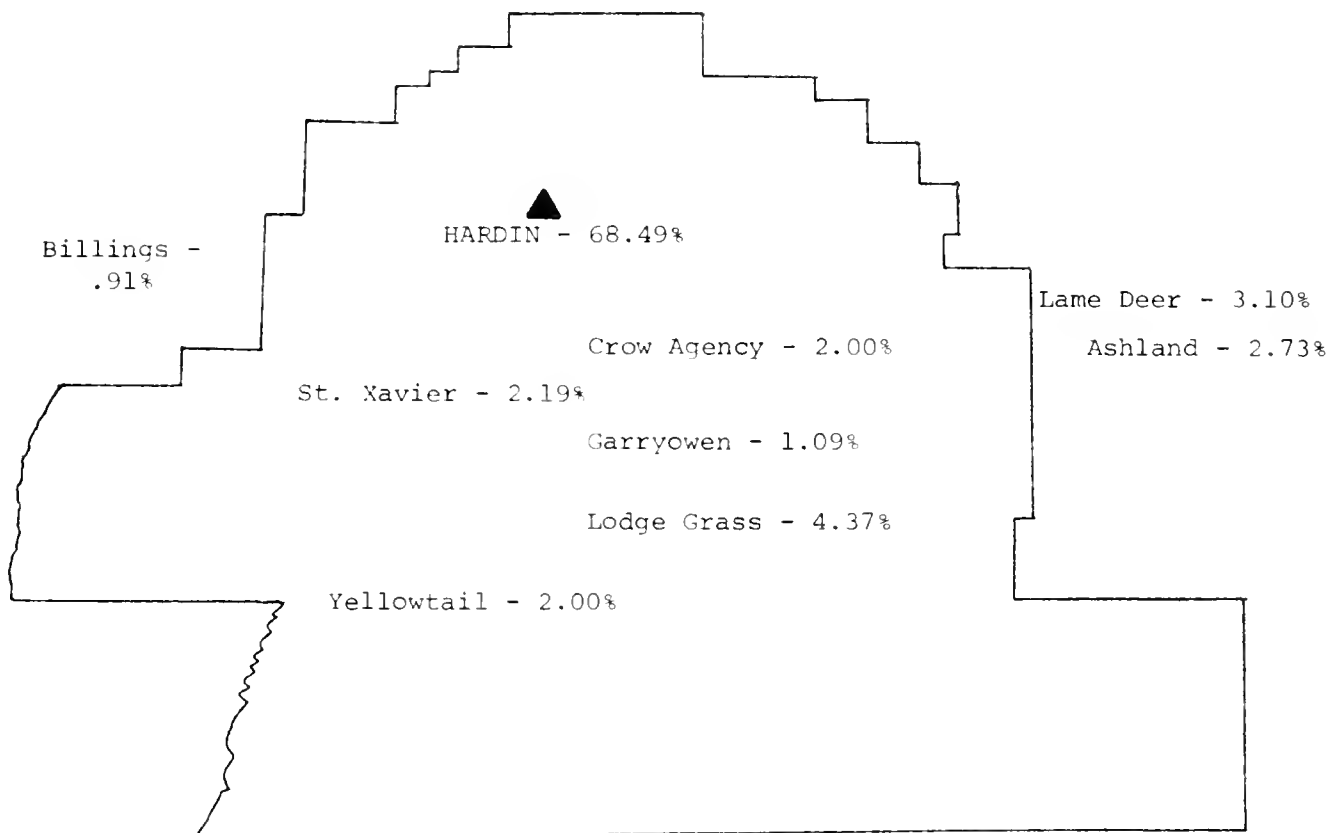 HARDIN - 68.49%
Billings -
.91%
Lame Deer - 3.10%
Crow Agency - 2.00%
Ashland - 2.73%
St. Xavier - 2.19%
Garryowen - 1.09%
Lodge Grass - 4.37%
Yellowtail - 2.00%